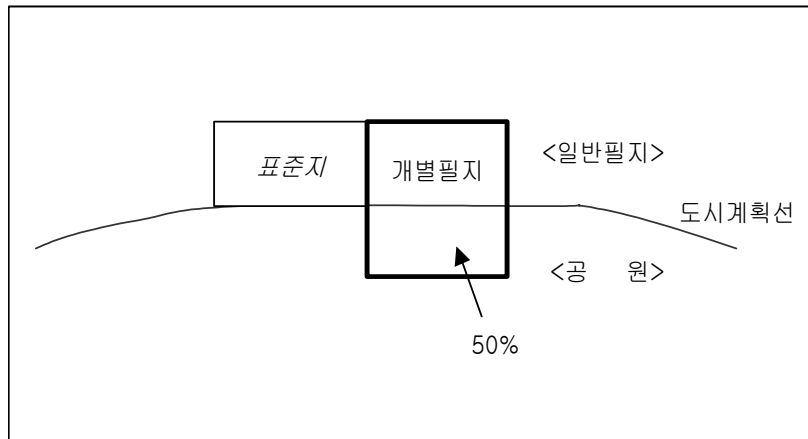 표준지
개별필지
<일반필지>
도시계획선
<공 원>
50%